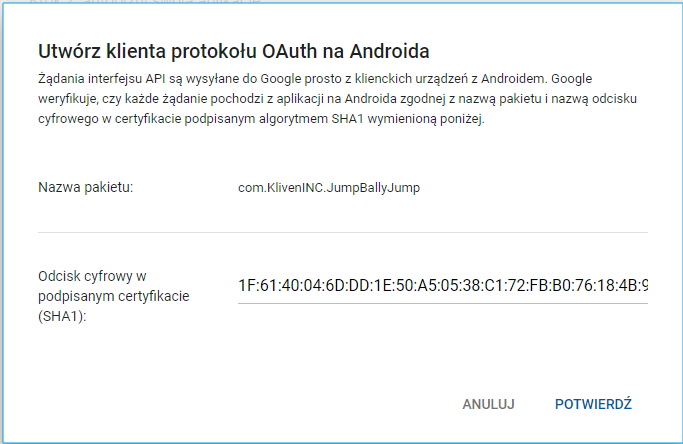 Utwórz klienta protokołu OAuth na Androida
Żądania interfejsu API są wysyłane do Google prosto z klienckich urządzeń z Androidem. Google
weryfikuje, czy każde żądanie pochodzi z aplikacji na Androida zgodnej z nazwą pakietu i nazwą odcisku
cyfrowego w certyfikacie podpisanym algorytmem SHA1 wymienioną poniżej.
Nazwa pakietu:
com.KlivenINC.JumpBallyJump
Odcisk cyfrowy w
podpisanym certyfikacie
(SHA1):
1F:61:40:04:6D:DD:1E:50:A5:05:38:C1:72:FB:B0:76:18:4B:9
ANULUJ
POTWIERDŹ